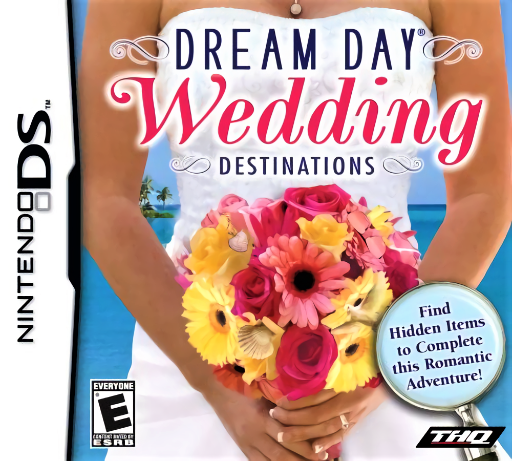 NINTENDO DS™
DREAM DAY®
Wedding
DESTINATIONS
Find
Hidden Items
to Complete
this Romantic
Adventure!
EVERYONE
E
CONTENT RATED BY
ESRB
THQ